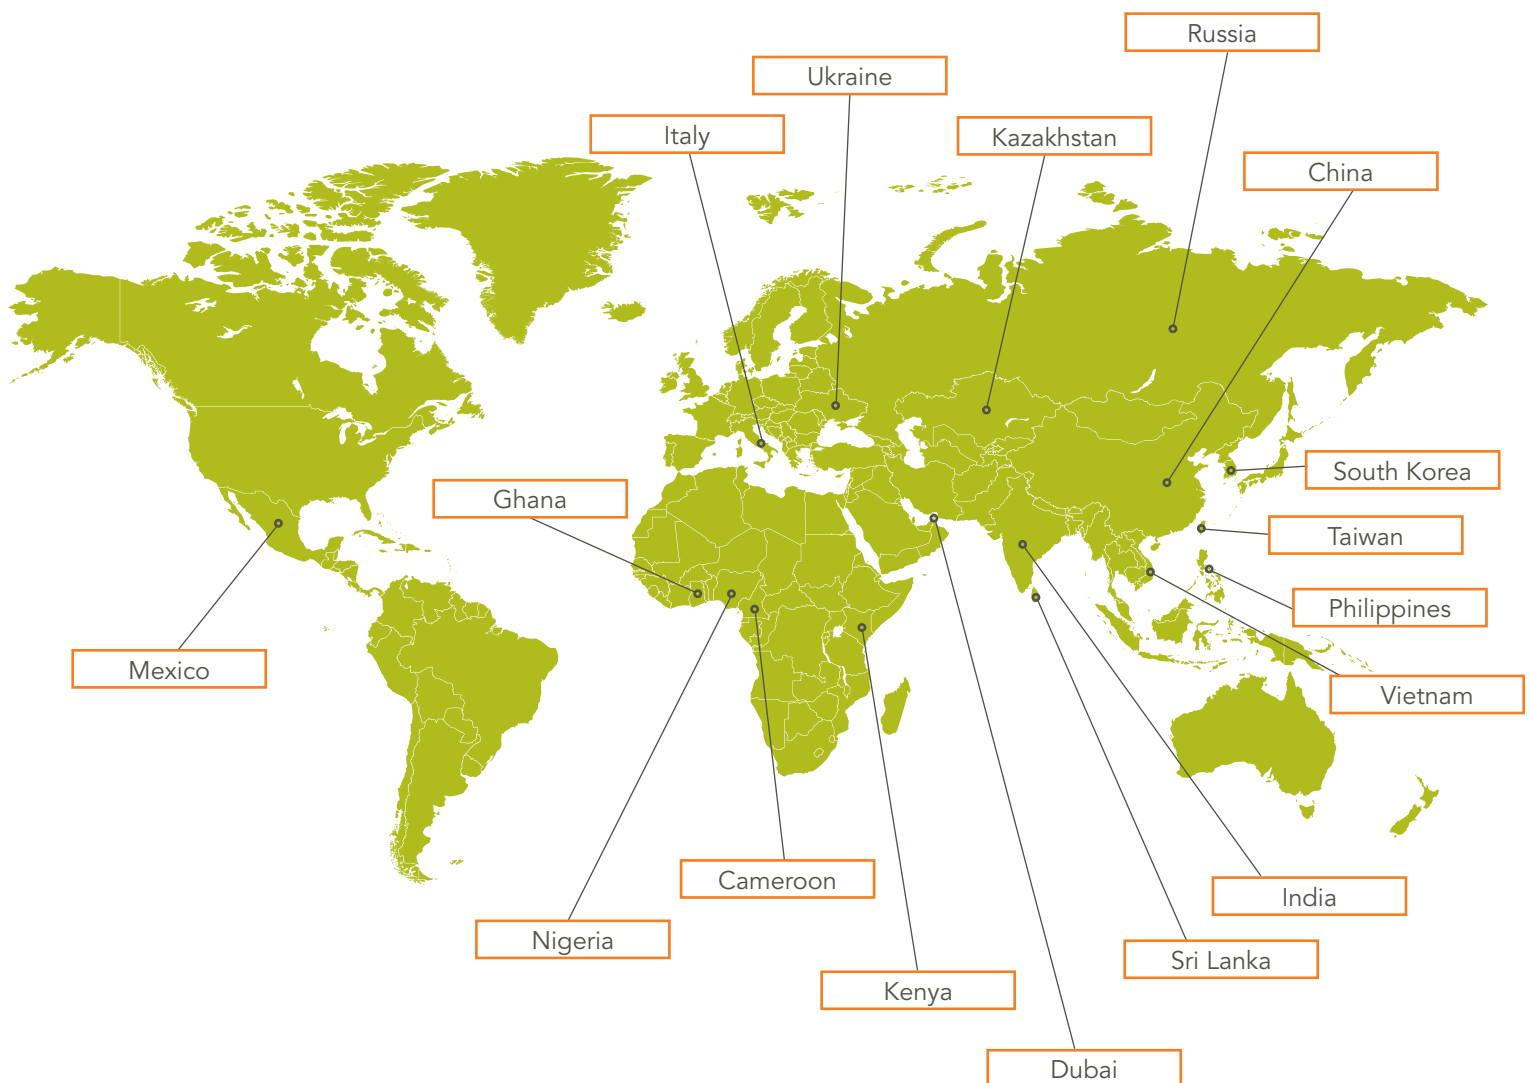 Russia
Ukraine
Italy
Kazakhstan
China
South Korea
Ghana
Taiwan
Philippines
Mexico
Vietnam
Cameroon
India
Nigeria
Sri Lanka
Kenya
Dubai